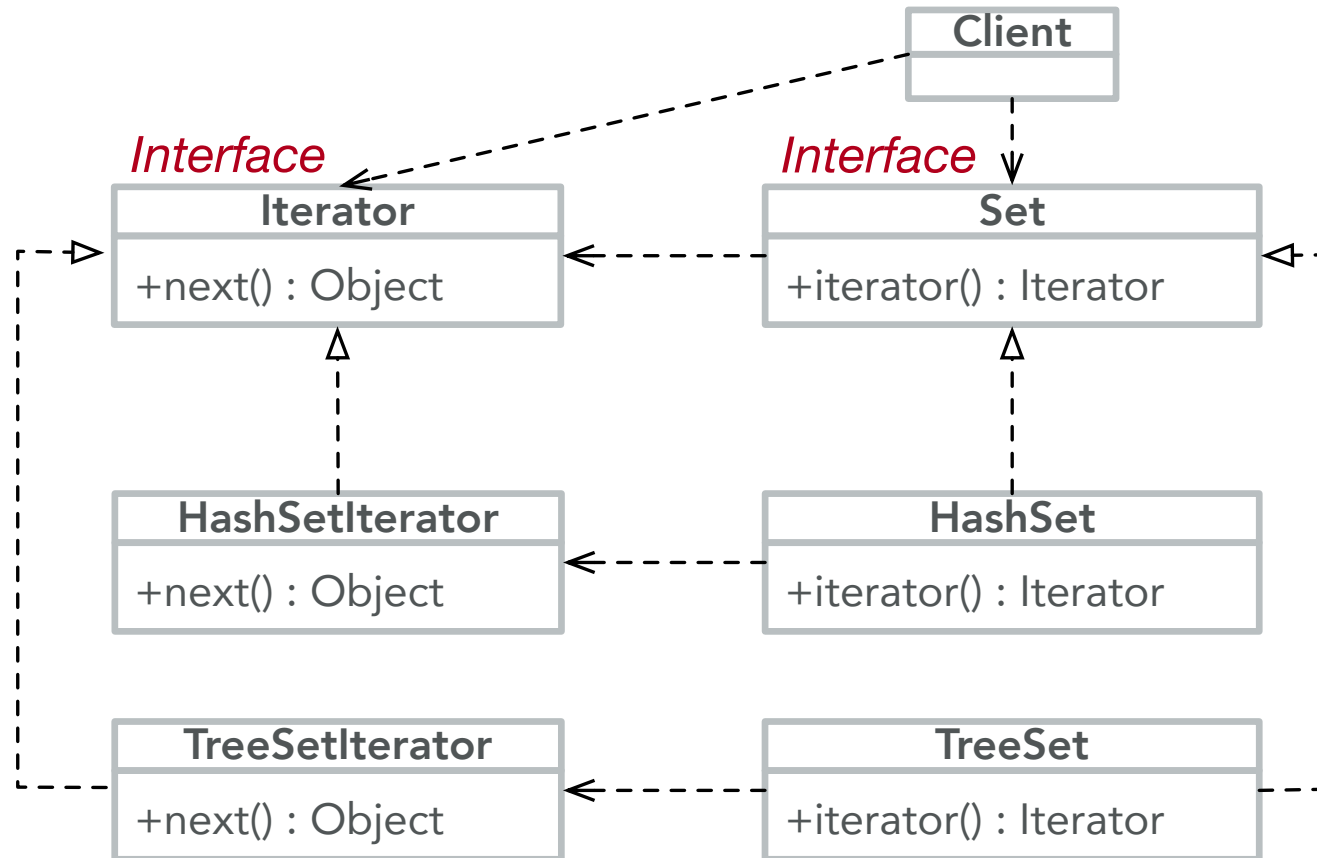 Client
Interface
Iterator
+next() : Object
Interface
Set
+iterator() : Iterator
HashSetIterator
+next() : Object
HashSet
+iterator() : Iterator
TreeSetIterator
+next() : Object
TreeSet
+iterator() : Iterator